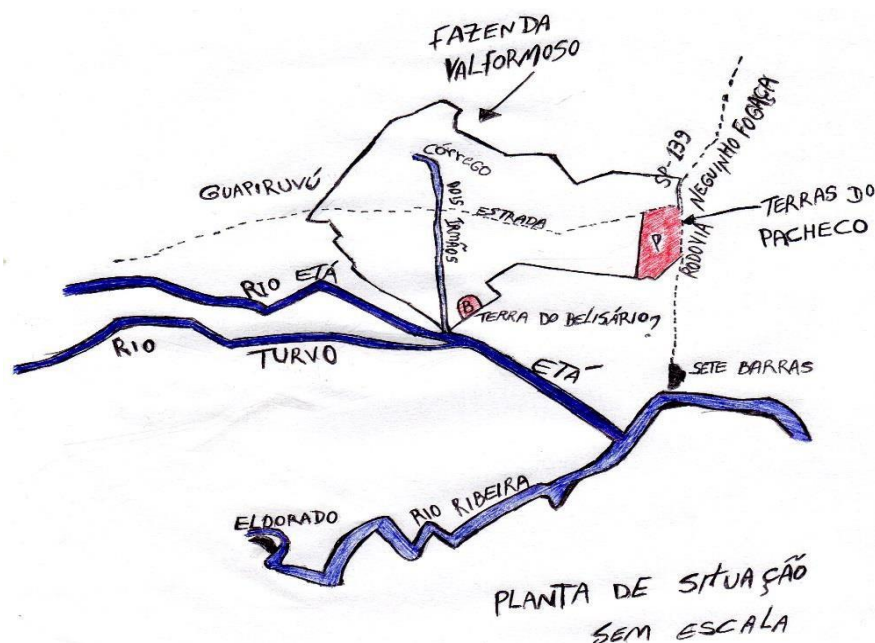 FAZENDA
VALFORMOSO
SP-139
RODOVIA NEGUINHO FOGAÇA
CÓRREGO
DOIS IRMÃOS
GUAPIRUVÚ
ESTRADA
P
TERRAS DO
PACHECO
RIO ETÁ
B
TERRA DO BELISÁRIO
RIO TURVO
ETÁ
SETE BARRAS
RIO RIBEIRA
ELDORADO
PLANTA DE SITUAÇÃO
SEM ESCALA